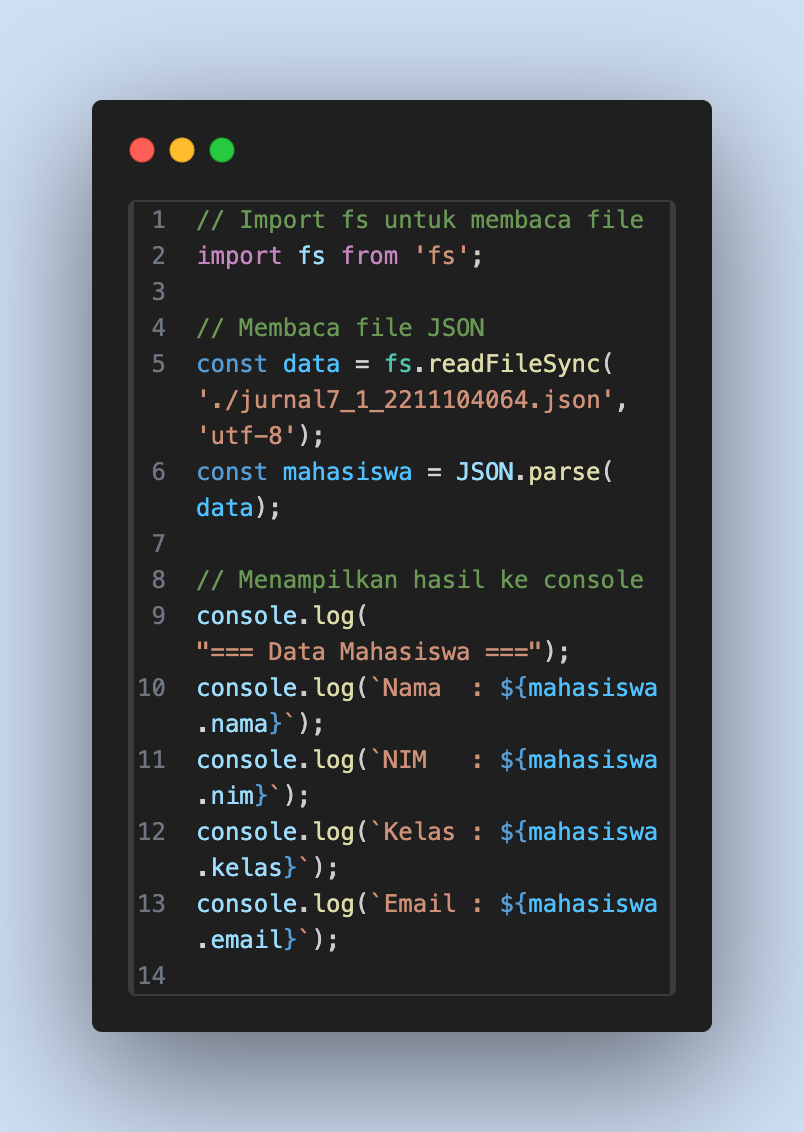 1 // Import fs untuk membaca file
2 import fs from 'fs';
3
4 // Membaca file JSON
5 const data = fs.readFileSync(
'./jurnal7_1_2211104064.json',
'utf-8');
6 const mahasiswa = JSON.parse(
data);
7
8 // Menampilkan hasil ke console
9 console.log(
"=== Data Mahasiswa ===");
10 console.log(`Nama  : ${mahasiswa
.nama}`);
11 console.log(`NIM   : ${mahasiswa
.nim}`);
12 console.log(`Kelas : ${mahasiswa
.kelas}`);
13 console.log(`Email : ${mahasiswa
.email}`);
14